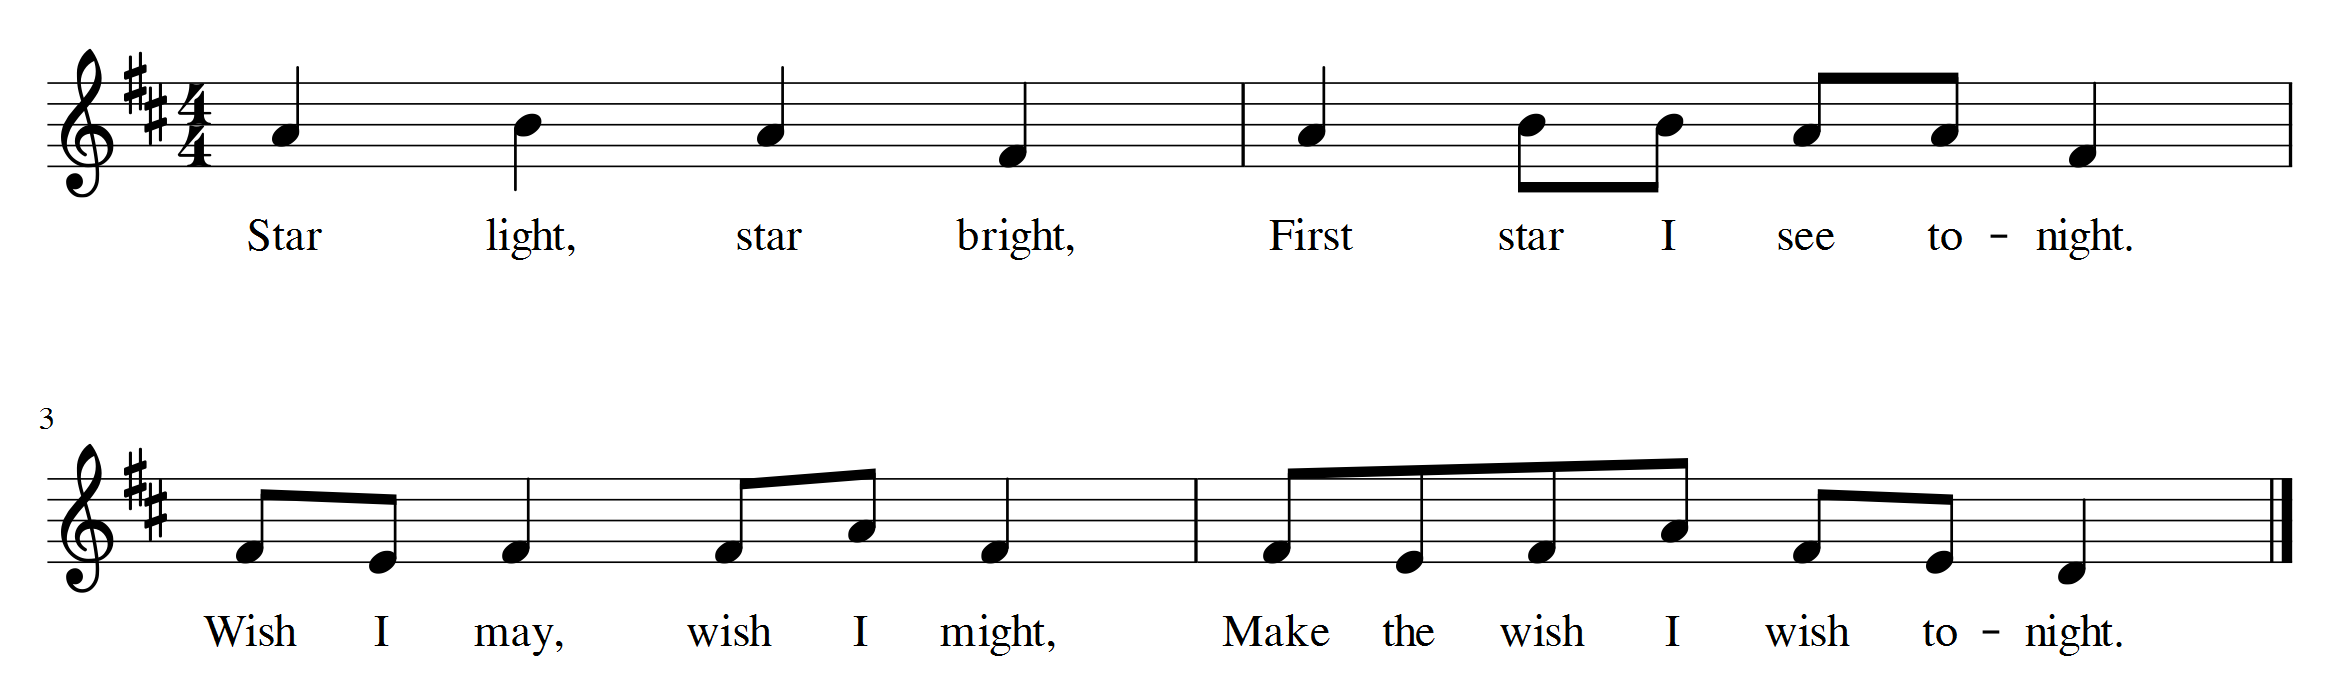 Star light, star bright, First star I see to - night.
3
Wish I may, wish I might, Make the wish I wish to - night.